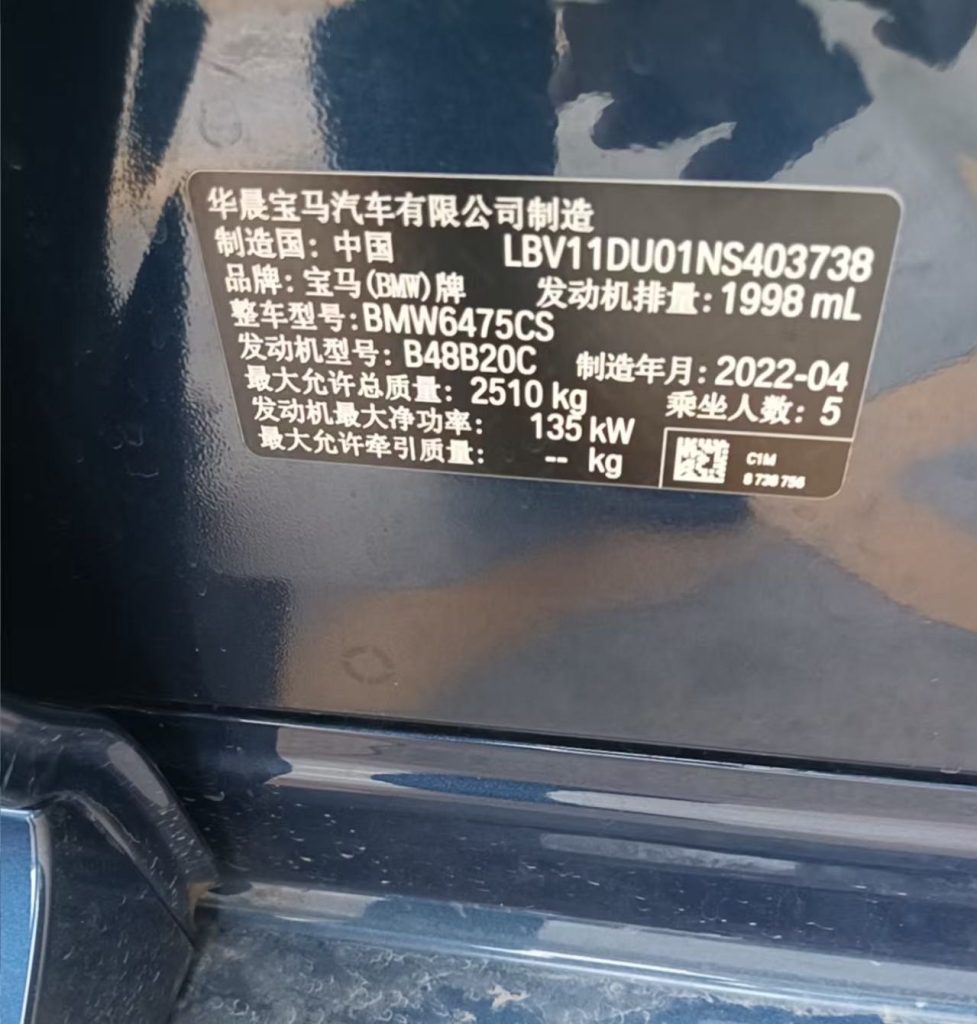 华晨宝马汽车有限公司制造
制造国：中国 LBV11DU01NS403738
品牌：宝马(BMW)牌 发动机排量：1998 mL
整车型号：BMW6475CS
发动机型号：B48B20C 制造年月：2022-04
最大允许总质量：2510 kg 乘坐人数：5
发动机最大净功率：135 kW
最大允许牵引质量：-- kg
C1M
8 738 756